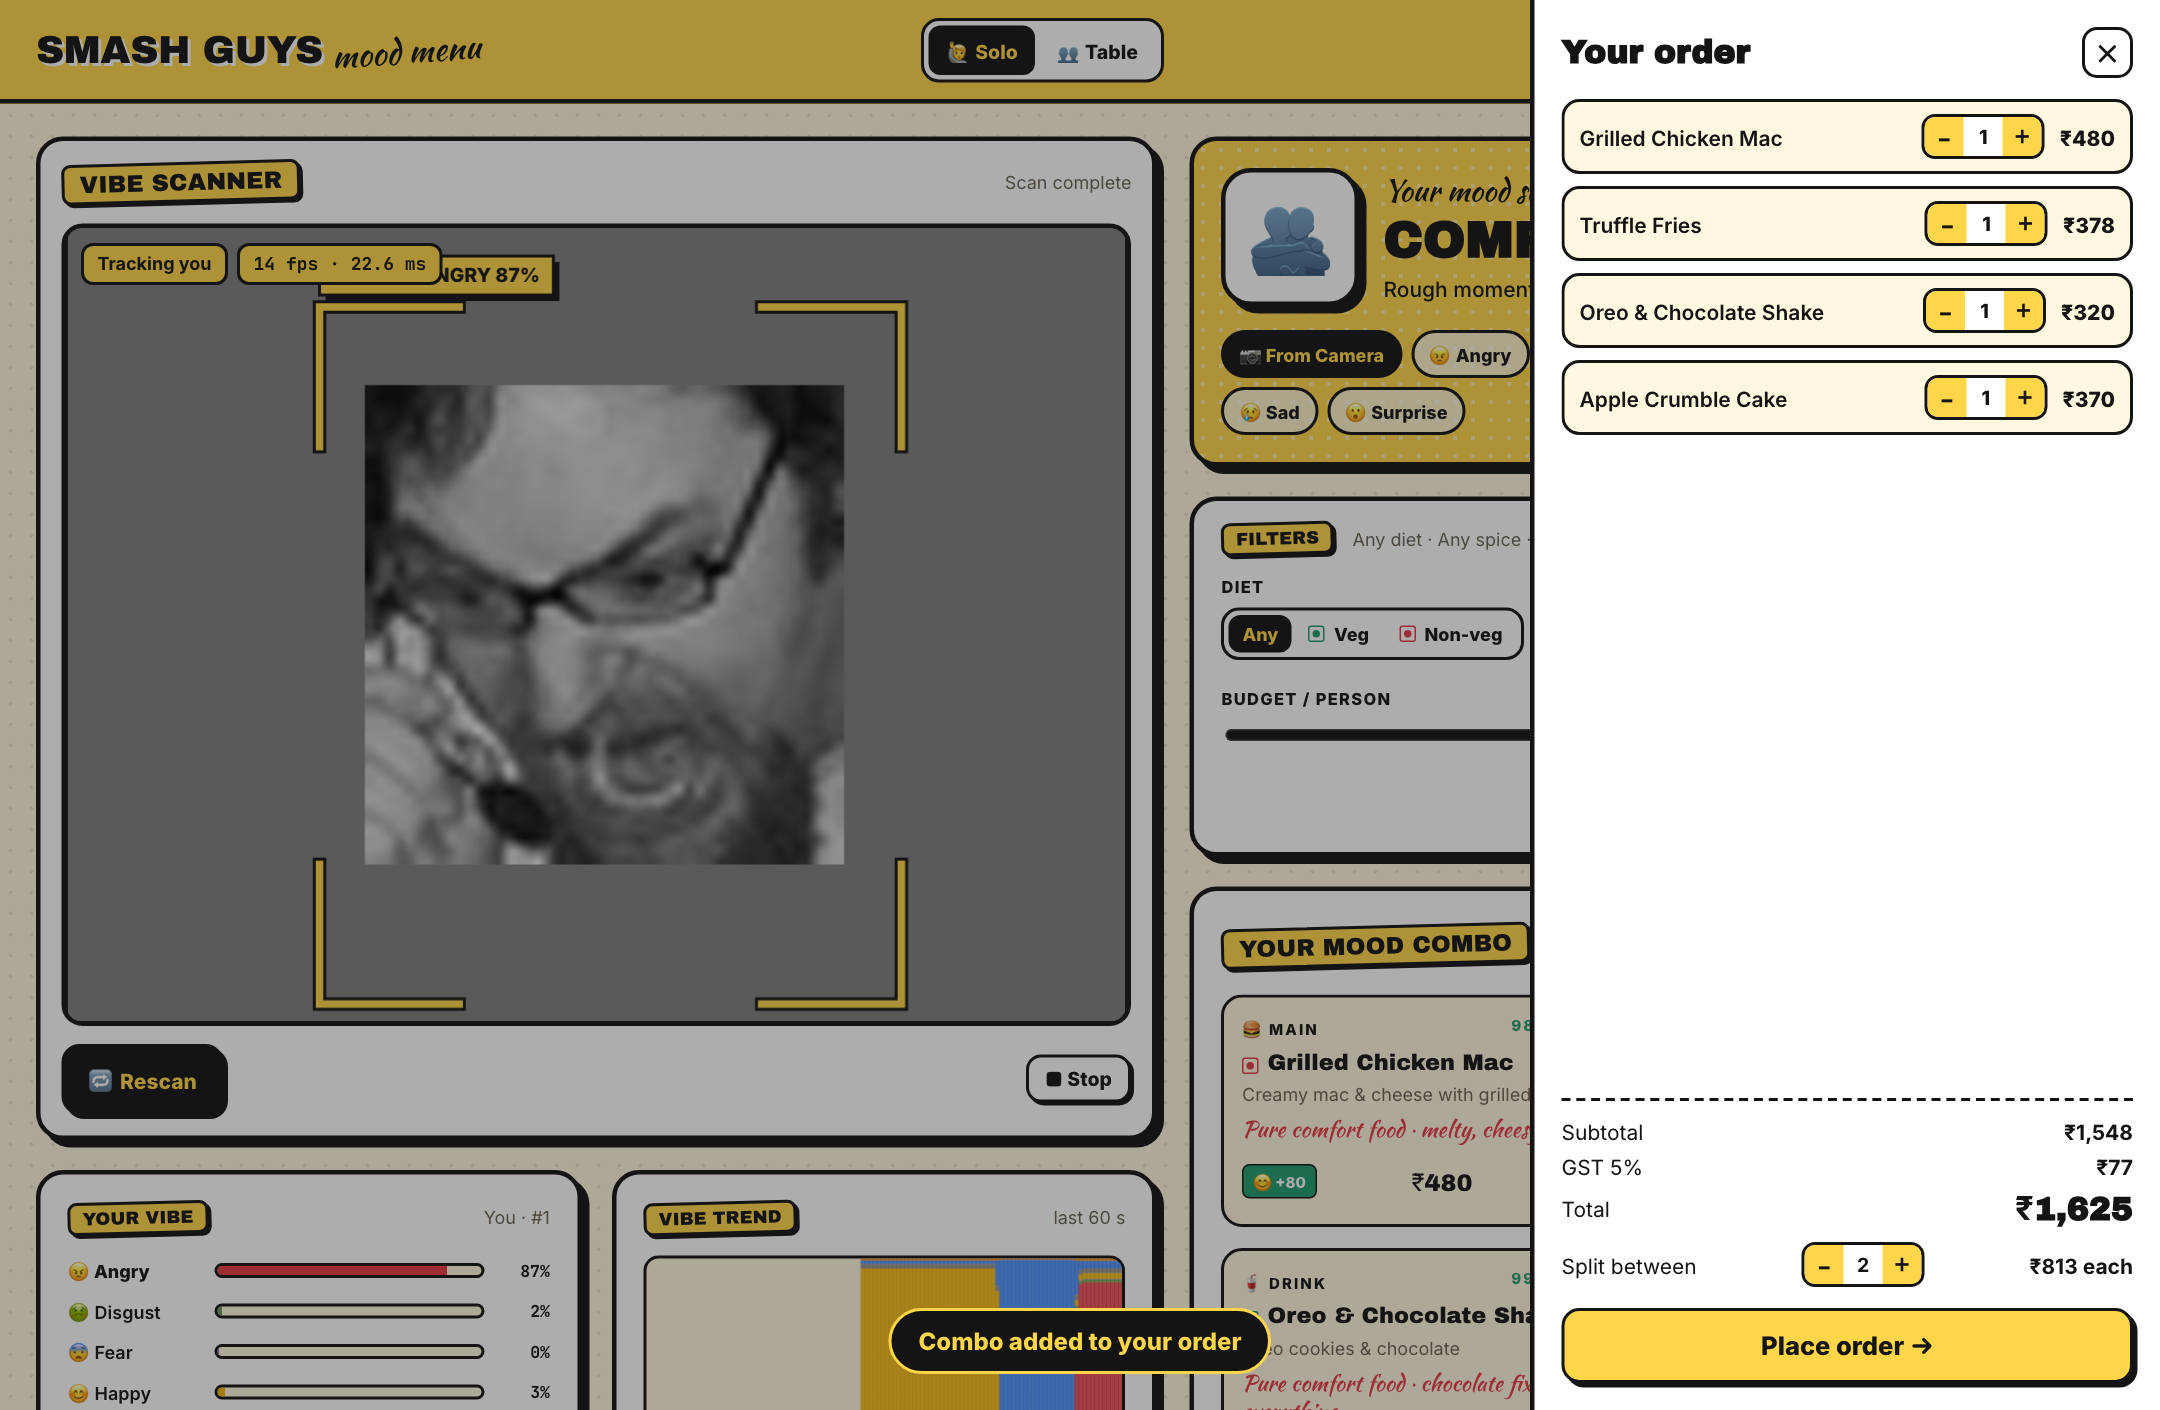 SMASH GUYS mood menu
Solo
Table
VIBE SCANNER
Scan complete
Tracking you
14 fps · 22.6 ms
NGRY 87%
Rescan
Stop
YOUR VIBE
You · #1
Angry
87%
Disgust
2%
Fear
0%
Happy
3%
VIBE TREND
last 60 s
Your mood
Rough moment
From Camera
Angry
Sad
Surprise
FILTERS
Any diet · Any spice ·
DIET
Any
Veg
Non-veg
BUDGET / PERSON
YOUR MOOD COMBO
MAIN
98
Grilled Chicken Mac
Creamy mac & cheese with grilled
Pure comfort food · melty, chees
+80
₹480
DRINK
99
Oreo & Chocolate Sha
eo cookies & chocolate
Pure comfort food · chocolate fix
Combo added to your order
Your order
Grilled Chicken Mac
– 1 +
₹480
Truffle Fries
– 1 +
₹378
Oreo & Chocolate Shake
– 1 +
₹320
Apple Crumble Cake
– 1 +
₹370
Subtotal
₹1,548
GST 5%
₹77
Total
₹1,625
Split between
– 2 +
₹813 each
Place order →